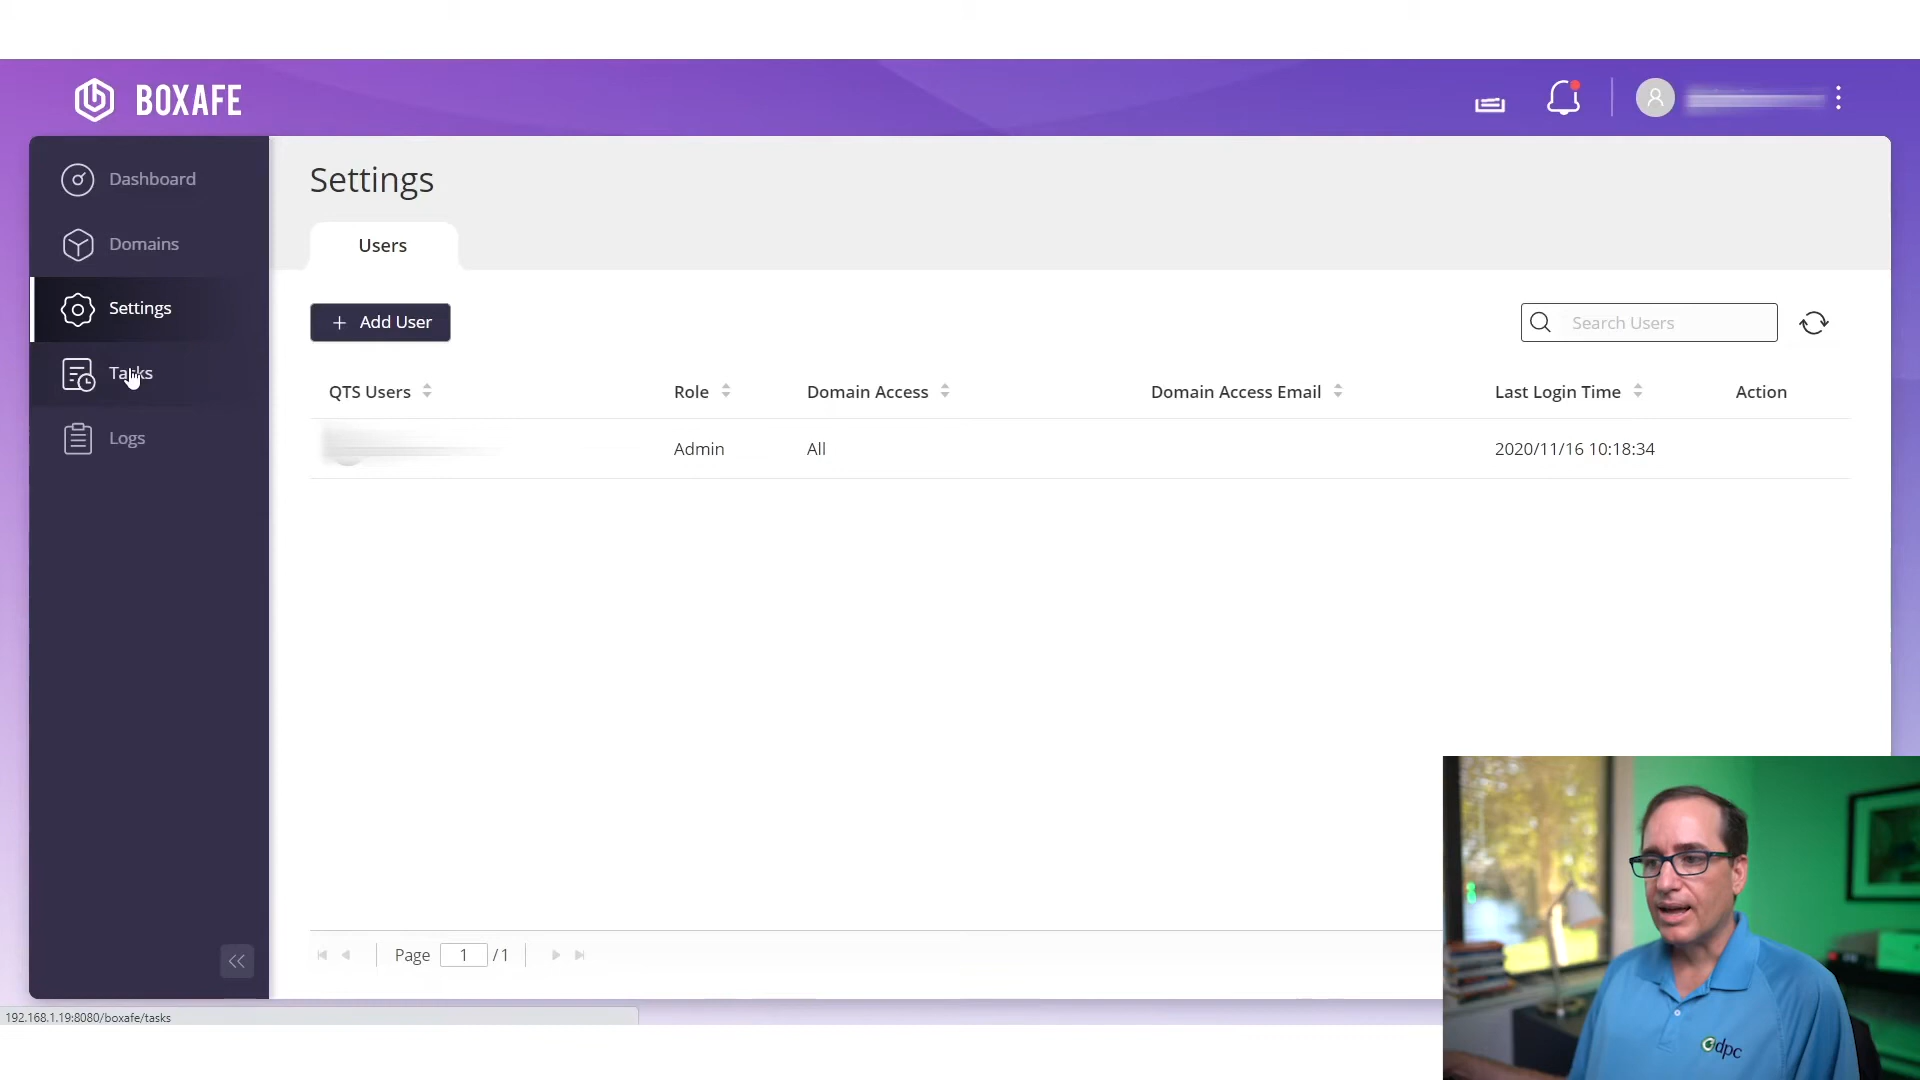 BOXAFE
Dashboard
Domains
Settings
Tasks
Logs
Settings
Users
+ Add User
Search Users
QTS Users
Role
Domain Access
Domain Access Email
Last Login Time
Action
Admin
All
2020/11/16 10:18:34
Page 1 /1
192.168.1.19:8080/boxafe/tasks
dpc